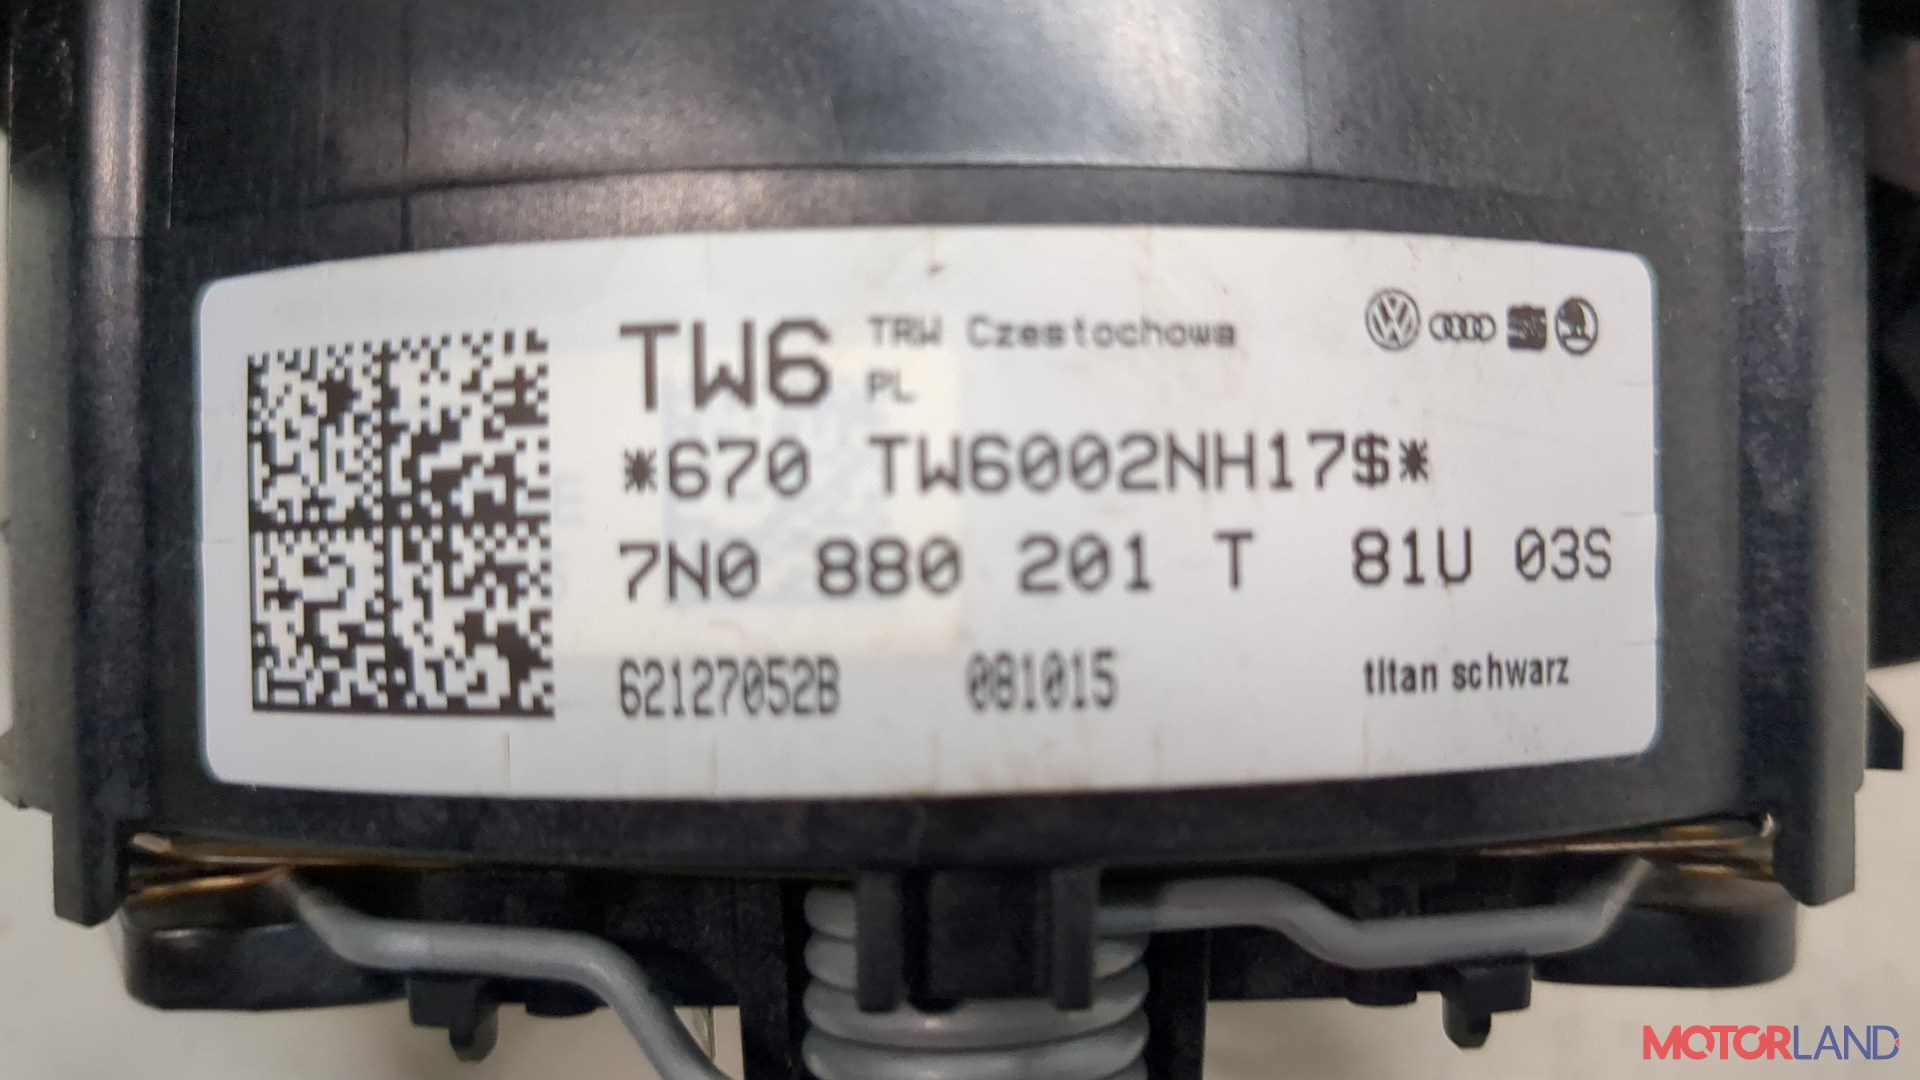 TW6 TRW Czestochowa
PL
*670 TW6002NH17$*
7N0 880 201 T 81U 03S
62127052B 081015 titan schwarz
MOTORLAND